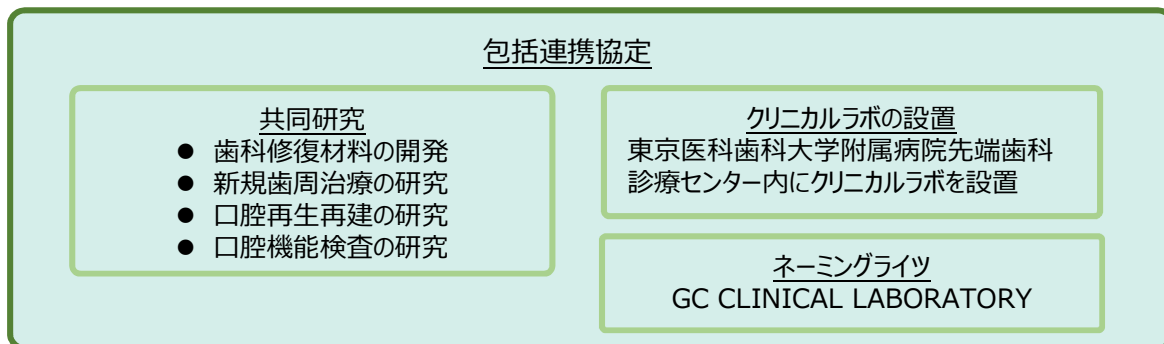 包括連携協定
共同研究
● 歯科修復材料の開発
● 新規歯周治療の研究
● 口腔再生再建の研究
● 口腔機能検査の研究
クリニカルラボの設置
東京医科歯科大学附属病院先端歯科
診療センター内にクリニカルラボを設置
ネーミングライツ
GC CLINICAL LABORATORY